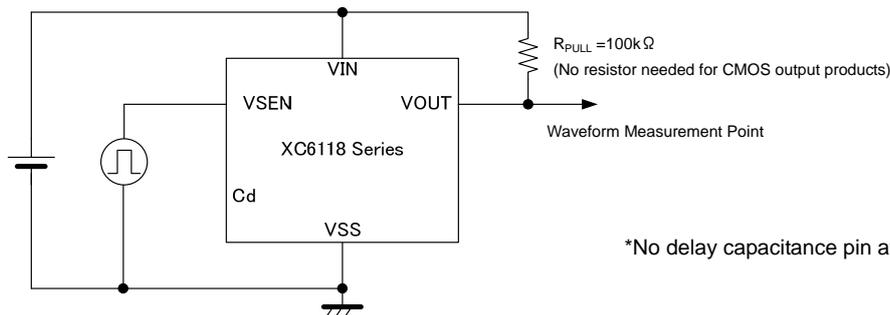 R_PULL =100kΩ
(No resistor needed for CMOS output products)
VIN
VSEN
VOUT
Waveform Measurement Point
XC6118 Series
Cd
VSS
*No delay capacitance pin a